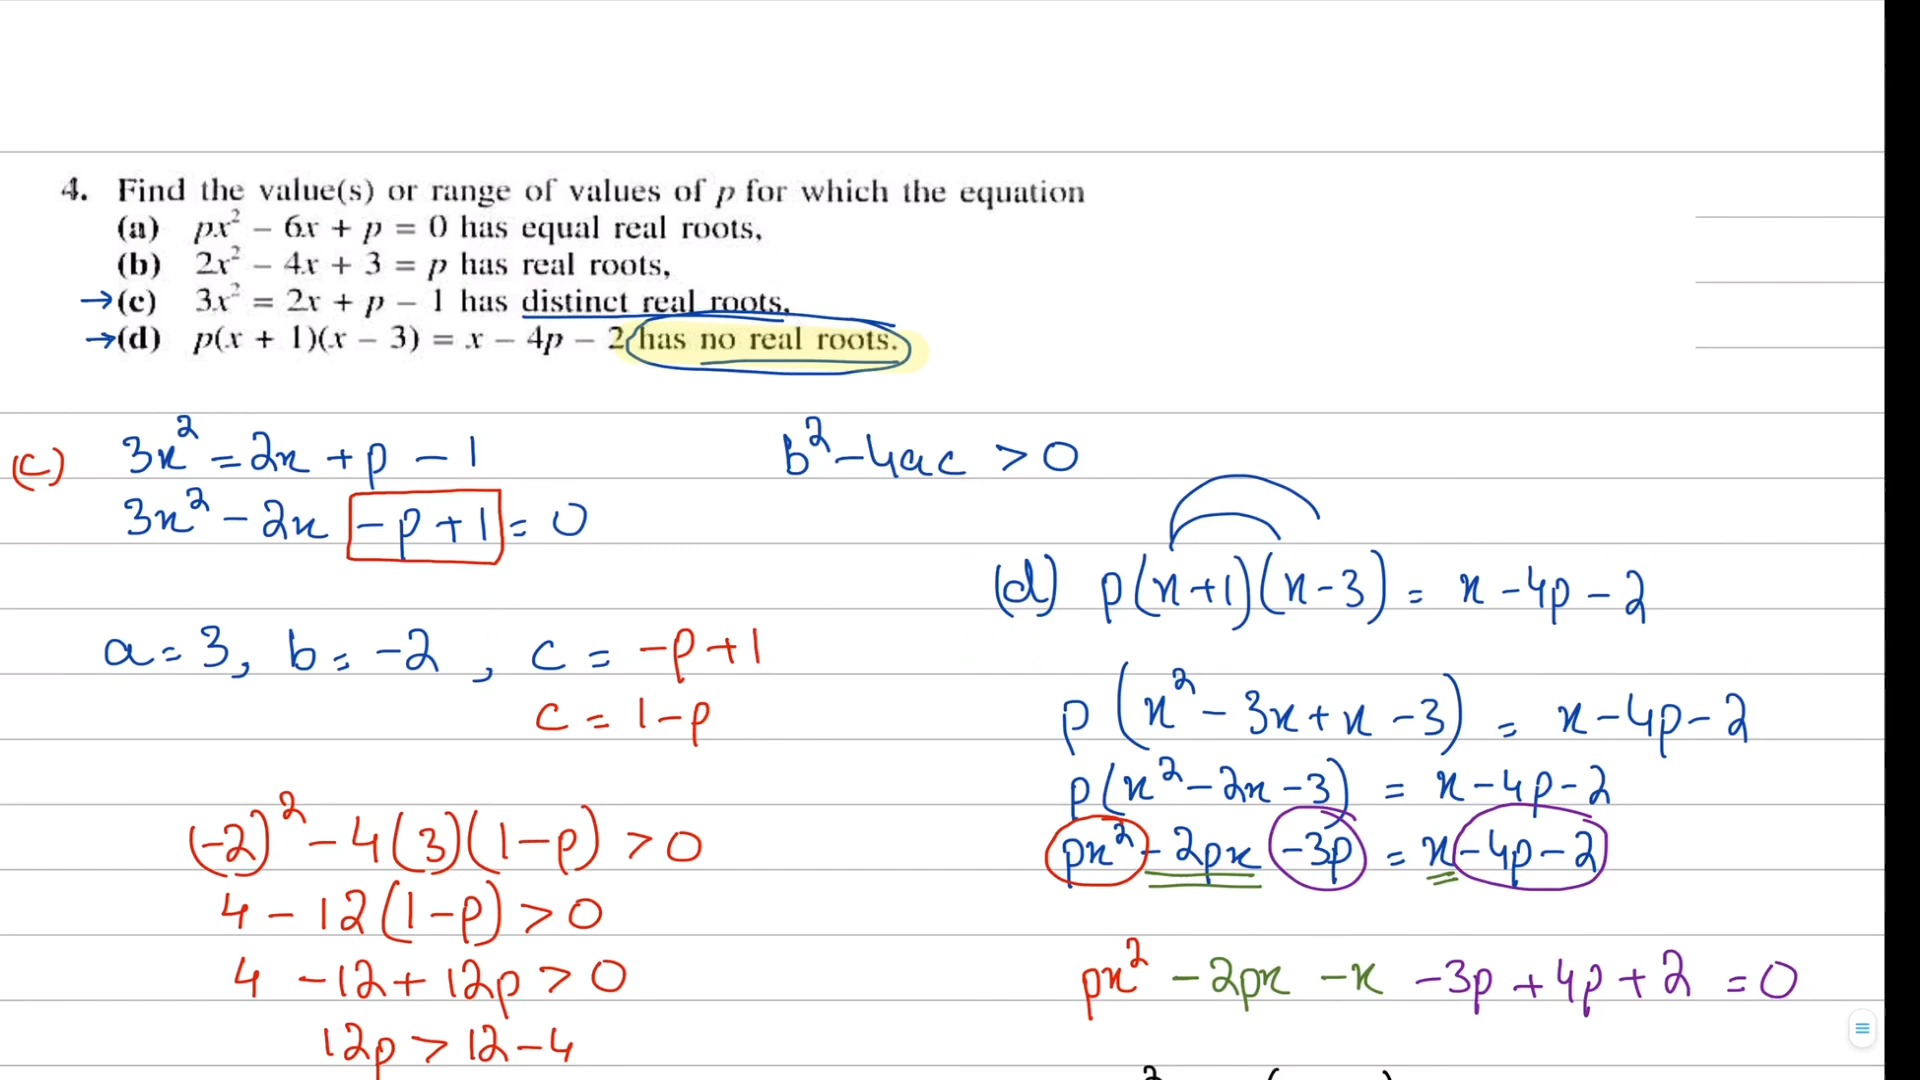 4. Find the value(s) or range of values of p for which the equation
(a) px² − 6x + p = 0 has equal real roots,
(b) 2x² − 4x + 3 = p has real roots,
→(c) 3x² = 2x + p − 1 has distinct real roots,
→(d) p(x + 1)(x − 3) = x − 4p − 2 has no real roots.
(c) 3x² = 2x + p − 1
b² − 4ac > 0
3x² − 2x − p + 1 = 0
a = 3, b = −2, c = −p + 1
c = 1 − p
(−2)² − 4(3)(1−p) > 0
4 − 12(1−p) > 0
4 − 12 + 12p > 0
12p > 12 − 4
(d) p(x+1)(x−3) = x − 4p − 2
p(x² − 3x + x − 3) = x − 4p − 2
p(x² − 2x − 3) = x − 4p − 2
px² − 2px − 3p = x − 4p − 2
px² − 2px − x − 3p + 4p + 2 = 0